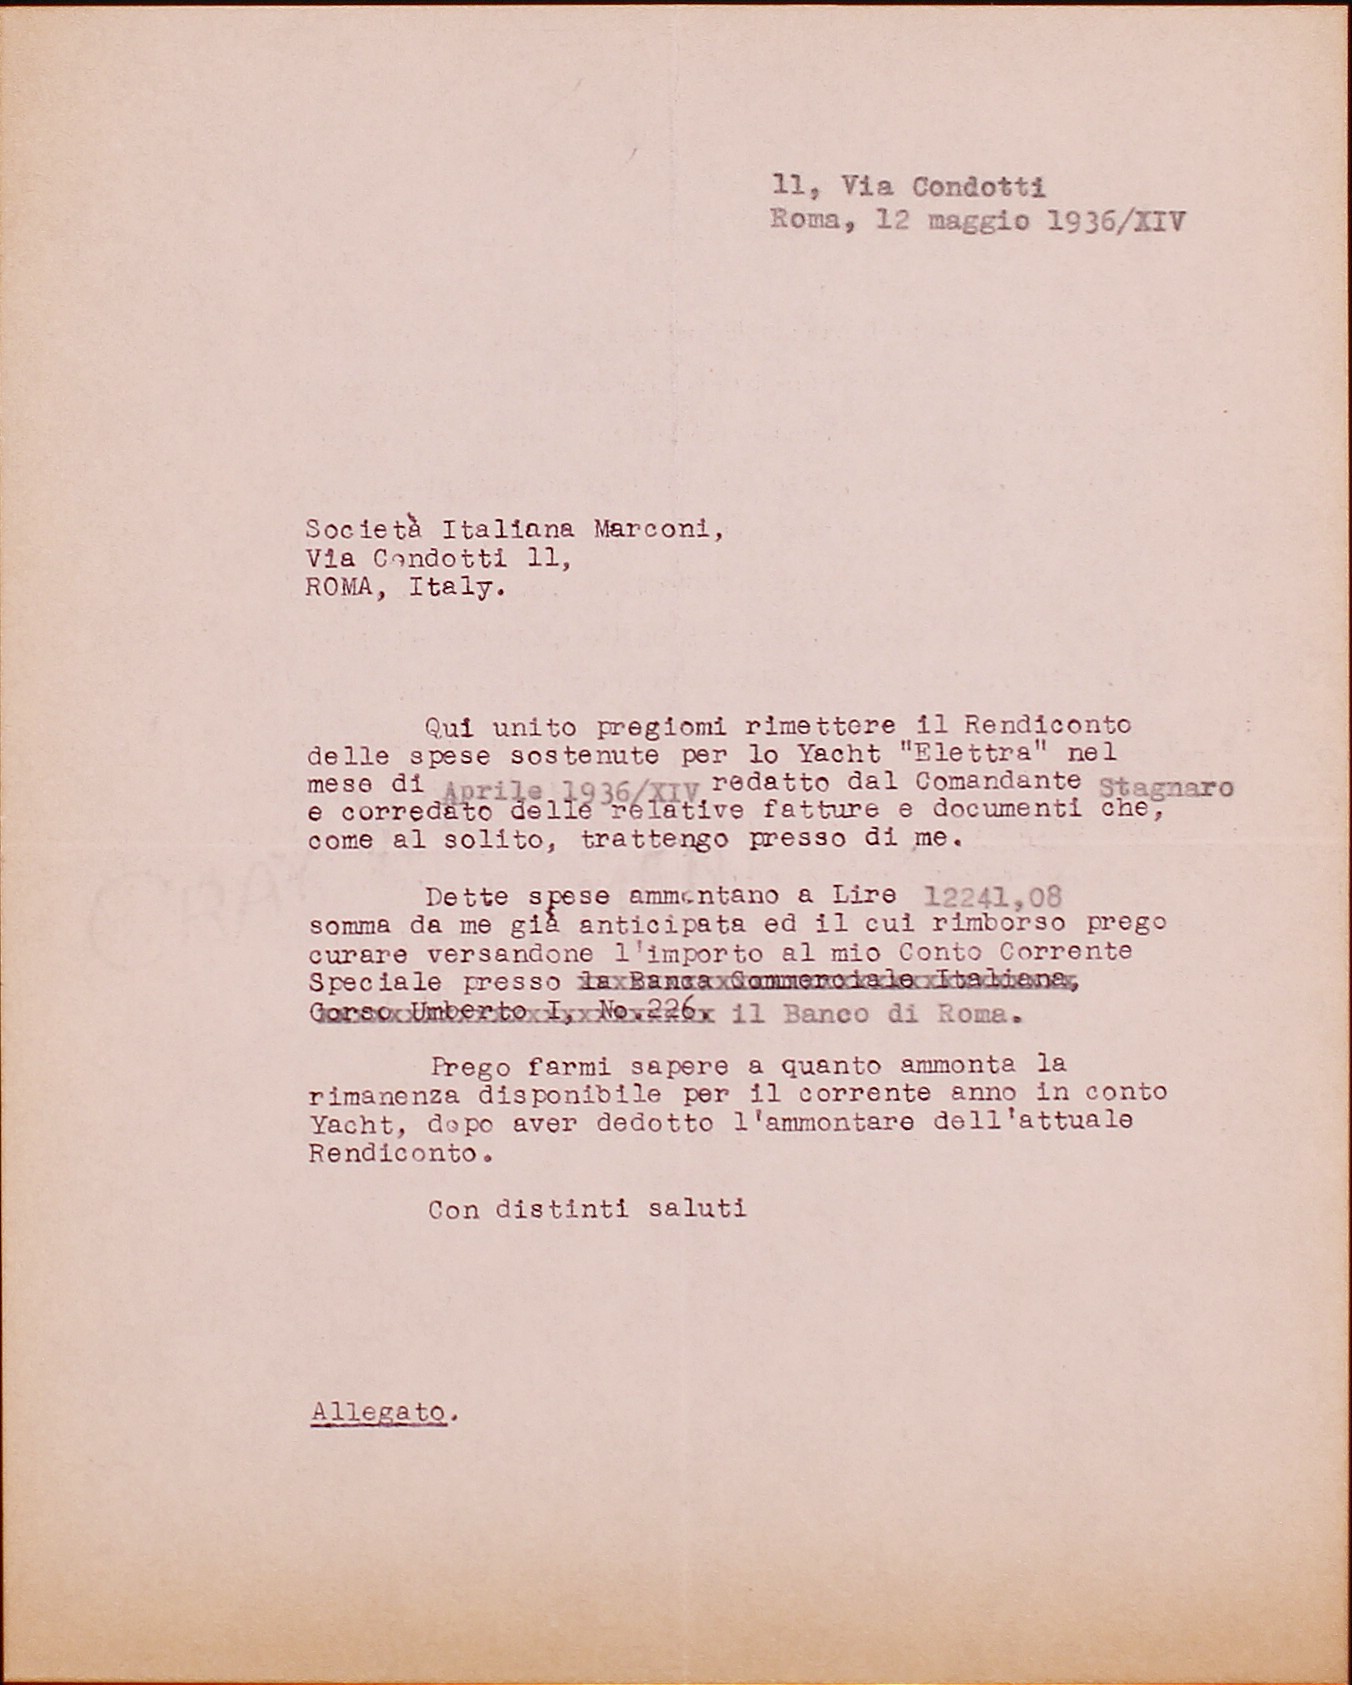 11, Via Condotti
Roma, 12 maggio 1936/XIV
Società Italiana Marconi,
Via Condotti 11,
ROMA, Italy.
Qui unito pregiomi rimettere il Rendiconto
delle spese sostenute per lo Yacht "Elettra" nel
mese di Aprile 1936/XIV redatto dal Comandante Stagnaro
e corredato delle relative fatture e documenti che,
come al solito, trattengo presso di me.
Dette spese ammontano a Lire 12241,08
somma da me già anticipata ed il cui rimborso prego
curare versandone l'importo al mio Conto Corrente
Speciale presso la Banca Commerciale Italiana,
Corso Umberto I, No.226, il Banco di Roma.
Prego farmi sapere a quanto ammonta la
rimanenza disponibile per il corrente anno in conto
Yacht, dopo aver dedotto l'ammontare dell'attuale
Rendiconto.
Con distinti saluti
Allegato.